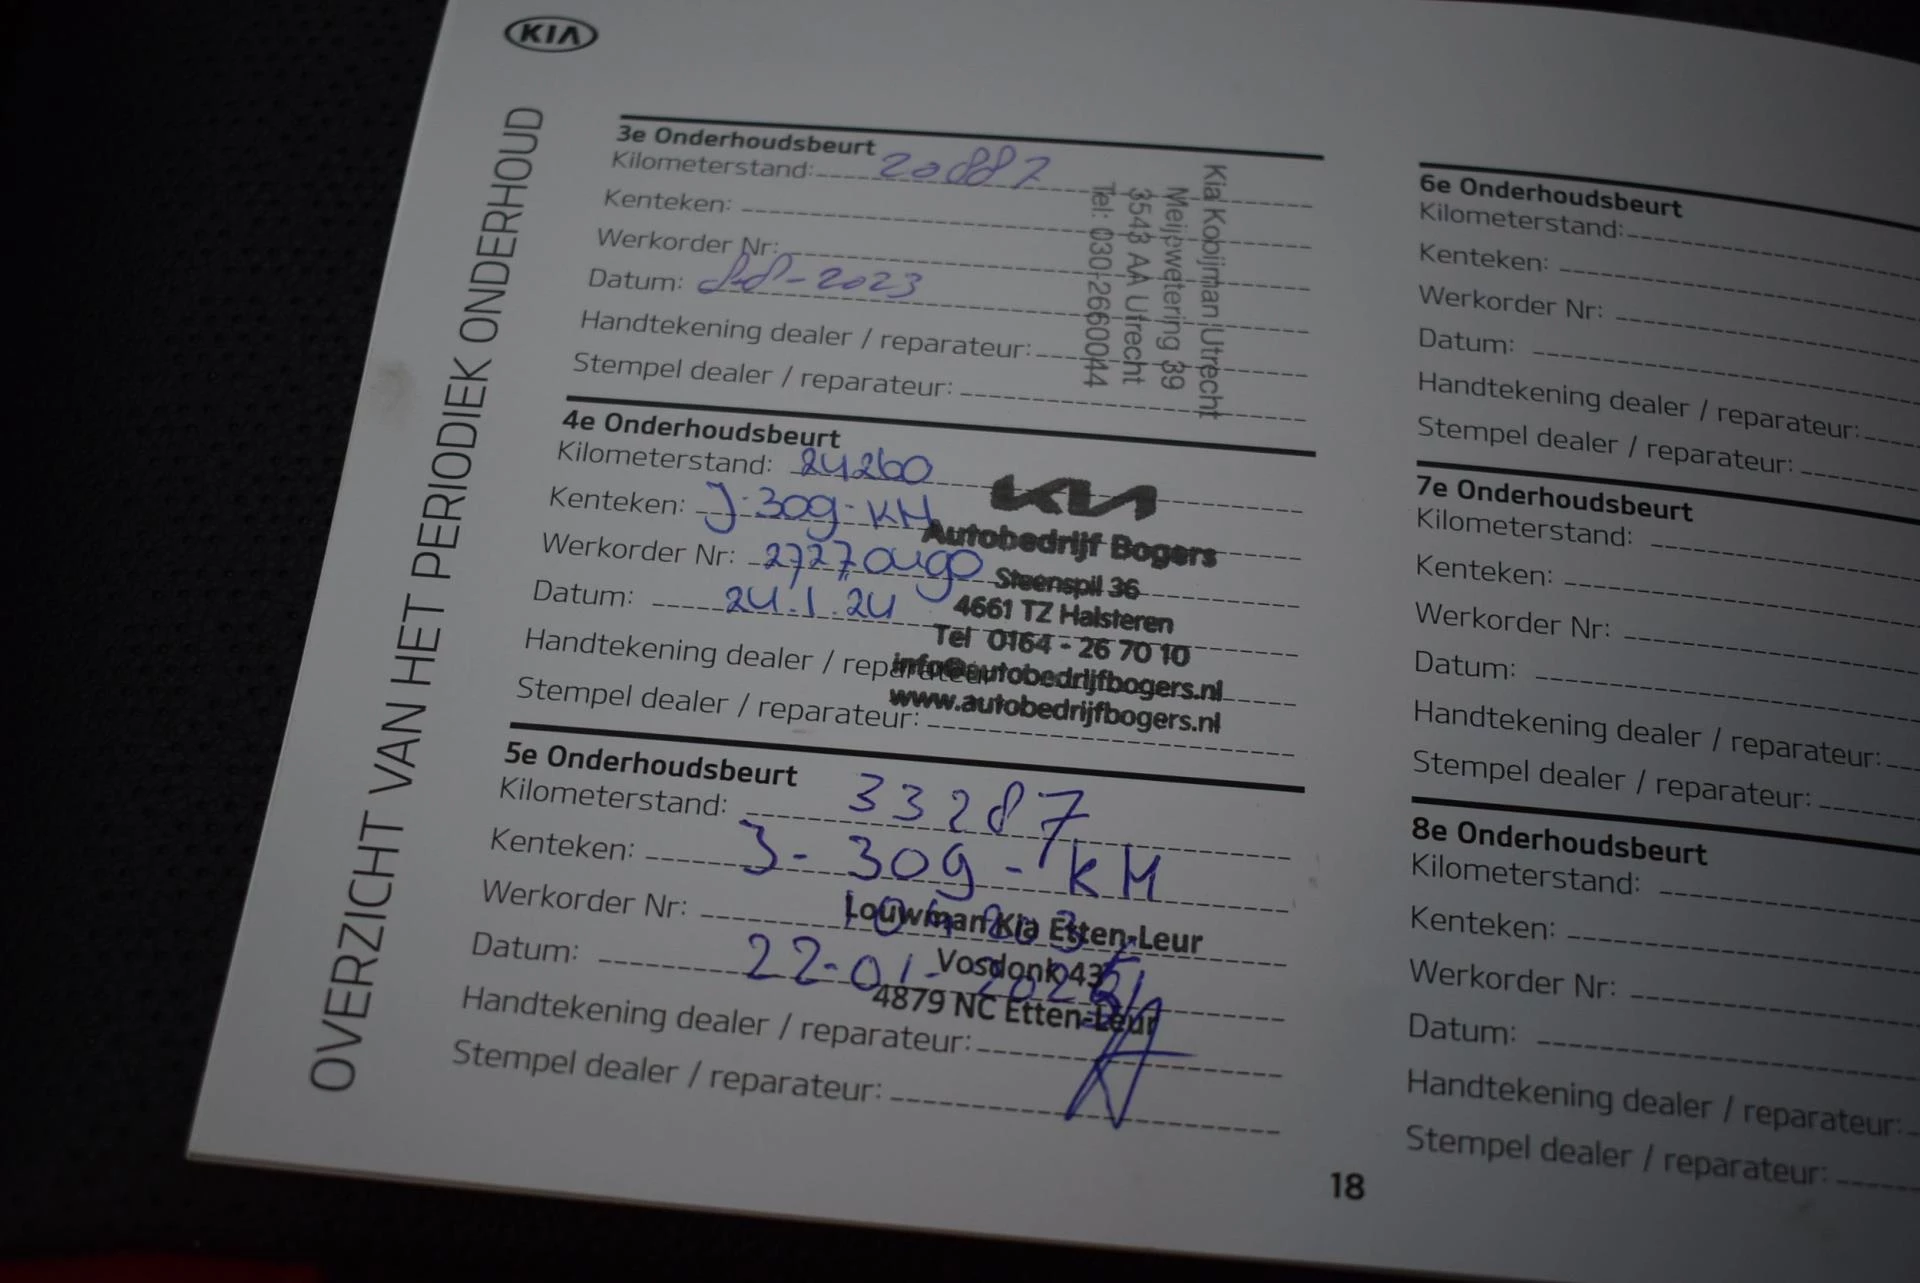 KIA
OVERZICHT VAN HET PERIODIEK ONDERHOUD
3e Onderhoudsbeurt
Kilometerstand: 20887
Kenteken:
Werkorder Nr:
Datum: -2023
Handtekening dealer / reparateur:
Stempel dealer / reparateur:
Kia Kooijman Utrecht
Meijewetering 39
3543 AA Utrecht
Tel: 030-2660044
4e Onderhoudsbeurt
Kilometerstand: 24260
Kenteken: J-309-KH
Werkorder Nr: 2727
Datum: 24.1.24
Handtekening dealer / reparateur:
Stempel dealer / reparateur:
KIA
Autobedrijf Bogers
Steenspil 36
4661 TZ Halsteren
Tel 0164 - 26 70 10
info@autobedrijfbogers.nl
www.autobedrijfbogers.nl
5e Onderhoudsbeurt
Kilometerstand: 33287
Kenteken: J-309-KH
Werkorder Nr:
Datum: 22-01-
Handtekening dealer / reparateur:
Stempel dealer / reparateur:
Louwman Kia Etten-Leur
Vosdonk 43
4879 NC Etten-Leur
6e Onderhoudsbeurt
Kilometerstand:
Kenteken:
Werkorder Nr:
Datum:
Handtekening dealer / reparateur:
Stempel dealer / reparateur:
7e Onderhoudsbeurt
Kilometerstand:
Kenteken:
Werkorder Nr:
Datum:
Handtekening dealer / reparateur:
Stempel dealer / reparateur:
8e Onderhoudsbeurt
Kilometerstand:
Kenteken:
Werkorder Nr:
Datum:
Handtekening dealer / reparateur:
Stempel dealer / reparateur:
18